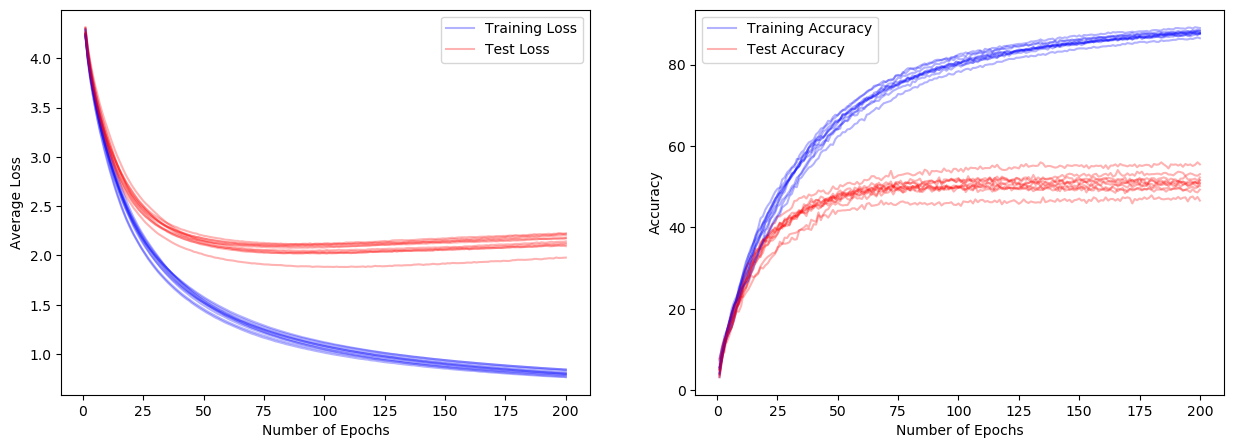 4.0
3.5
3.0
2.5
2.0
1.5
1.0
Average Loss
0 25 50 75 100 125 150 175 200
Number of Epochs
Training Loss
Test Loss
80
60
40
20
0
Accuracy
0 25 50 75 100 125 150 175 200
Number of Epochs
Training Accuracy
Test Accuracy